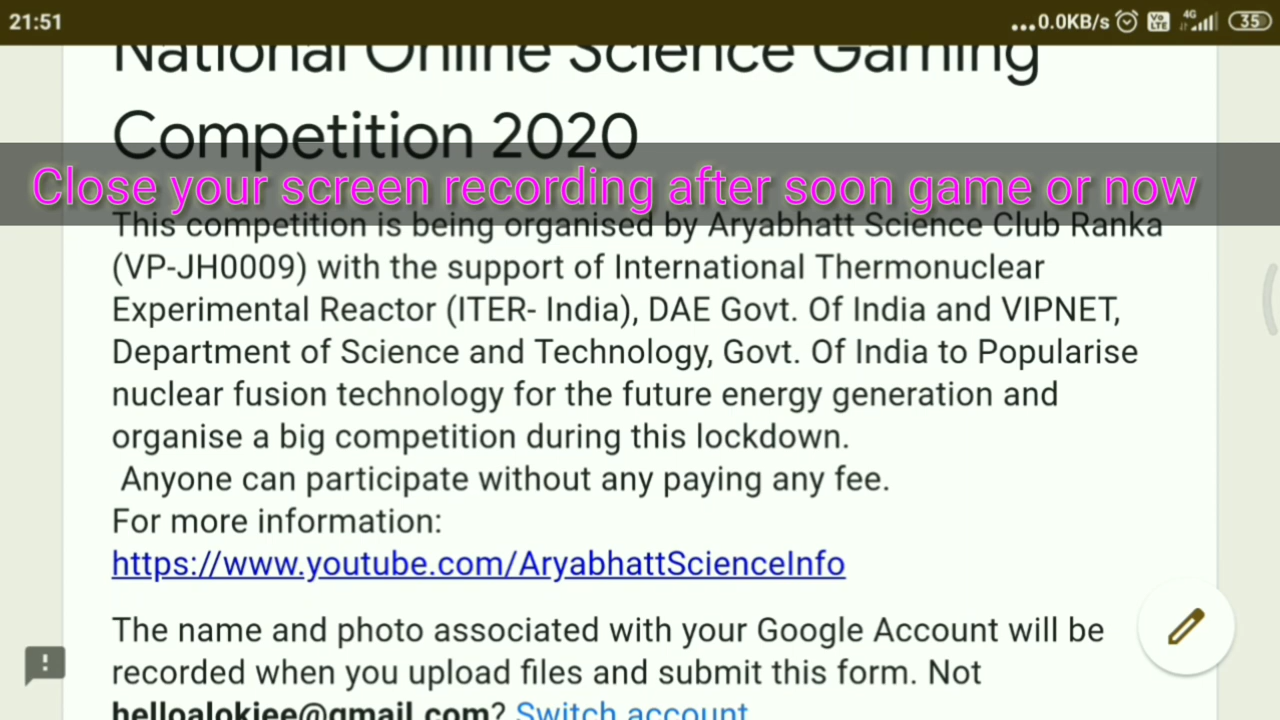 21:51
...0.0KB/s
Vo
LTE
4G
35
National Online Science Gaming
Competition 2020
Close your screen recording after soon game or now
This competition is being organised by Aryabhatt Science Club Ranka
(VP-JH0009) with the support of International Thermonuclear
Experimental Reactor (ITER- India), DAE Govt. Of India and VIPNET,
Department of Science and Technology, Govt. Of India to Popularise
nuclear fusion technology for the future energy generation and
organise a big competition during this lockdown.
Anyone can participate without any paying any fee.
For more information:
https://www.youtube.com/AryabhattScienceInfo
The name and photo associated with your Google Account will be
recorded when you upload files and submit this form. Not
helloalokjee@gmail.com? Switch account